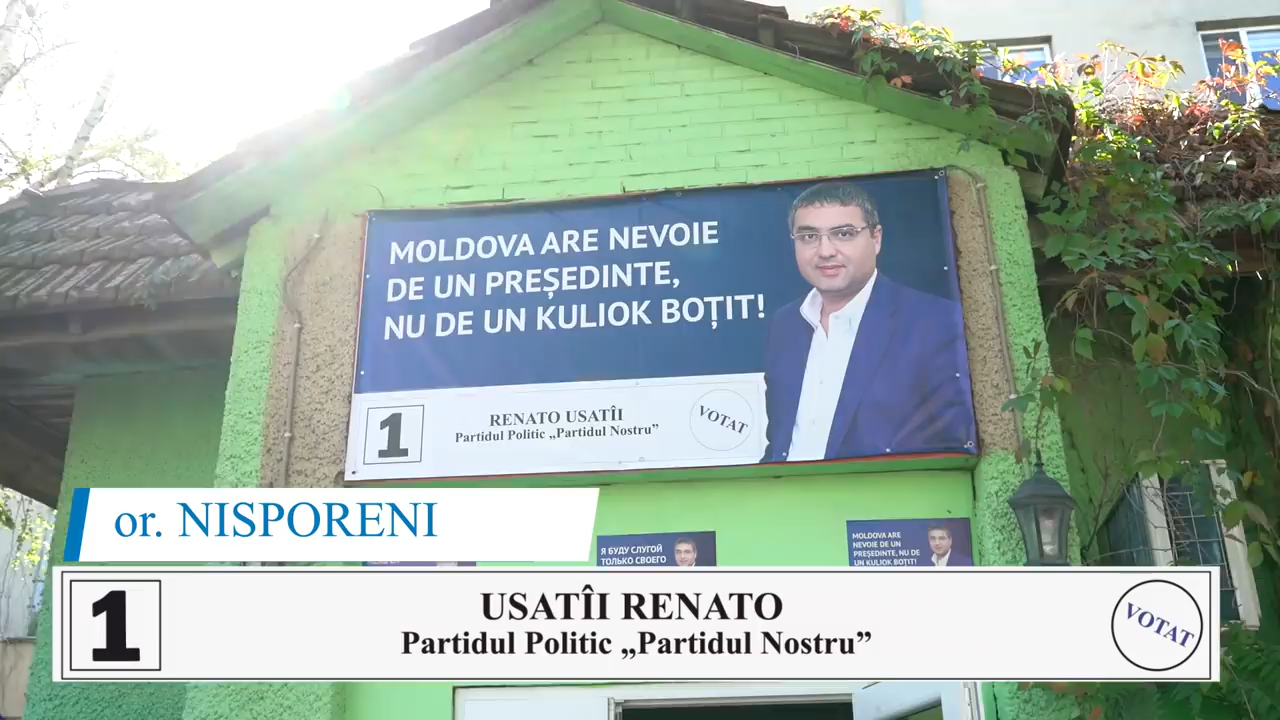 MOLDOVA ARE NEVOIE
DE UN PREȘEDINTE,
NU DE UN KULIOK BOȚIT!
1
RENATO USATÎI
Partidul Politic „Partidul Nostru”
VOTAT
or. NISPORENI
Я БУДУ СЛУГОЙ
ТОЛЬКО СВОЕГО
MOLDOVA ARE
NEVOIE DE UN
PREȘEDINTE, NU DE
UN KULIOK BOȚIT!
1
USATÎI RENATO
Partidul Politic „Partidul Nostru”
VOTAT